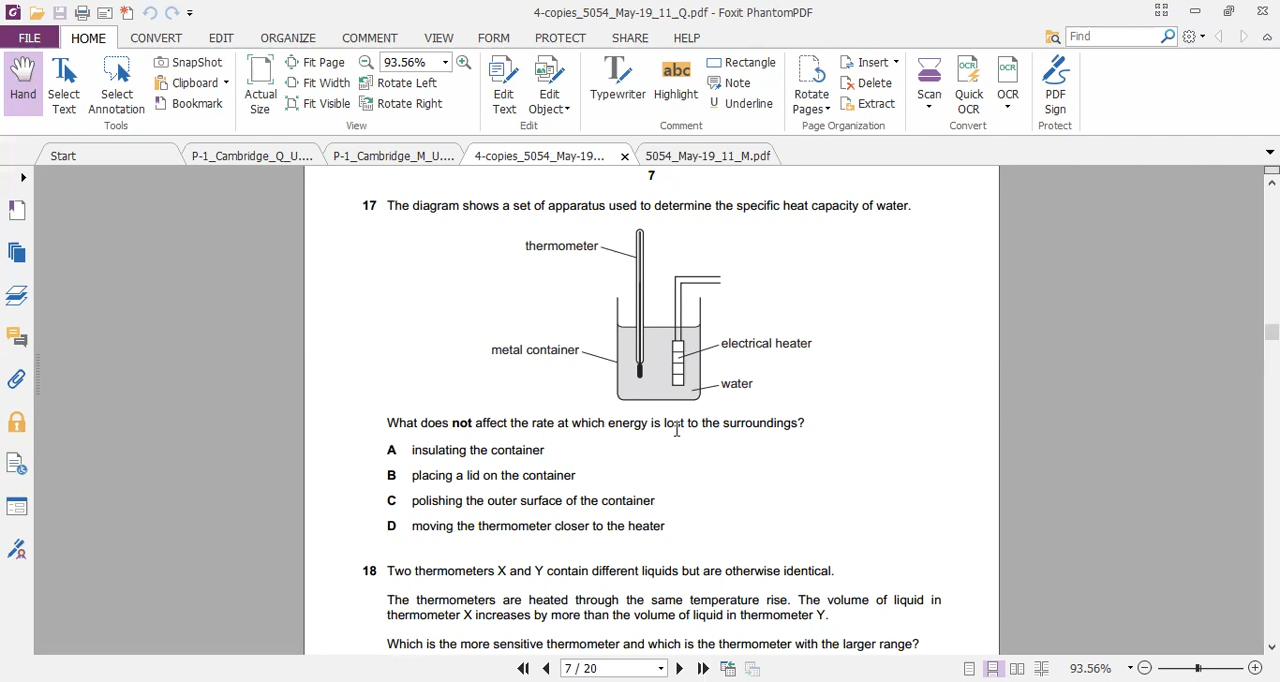 4-copies_5054_May-19_11_Q.pdf - Foxit PhantomPDF
FILE HOME CONVERT EDIT ORGANIZE COMMENT VIEW FORM PROTECT SHARE HELP Find
Hand
Select Text
Select Annotation
SnapShot
Clipboard
Bookmark
Tools
Actual Size
Fit Page
Fit Width
Fit Visible
93.56%
Rotate Left
Rotate Right
View
Edit Text
Edit Object
Edit
Typewriter
abc
Highlight
Rectangle
Note
Underline
Comment
Rotate Pages
Insert
Delete
Extract
Page Organization
Scan
OCR
Quick OCR
OCR
OCR
Convert
PDF Sign
Protect
Start P-1_Cambridge_Q_U.... P-1_Cambridge_M_U.... 4-copies_5054_May-19... 5054_May-19_11_M.pdf
7
17 The diagram shows a set of apparatus used to determine the specific heat capacity of water.
thermometer
electrical heater
metal container
water
What does not affect the rate at which energy is lost to the surroundings?
A insulating the container
B placing a lid on the container
C polishing the outer surface of the container
D moving the thermometer closer to the heater
18 Two thermometers X and Y contain different liquids but are otherwise identical.
The thermometers are heated through the same temperature rise. The volume of liquid in
thermometer X increases by more than the volume of liquid in thermometer Y.
Which is the more sensitive thermometer and which is the thermometer with the larger range?
7 / 20
93.56%